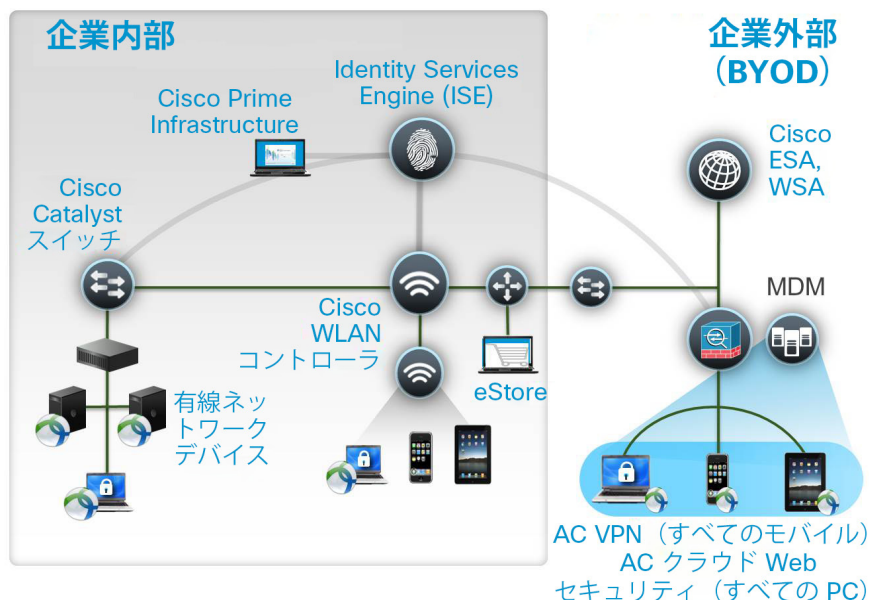 企業内部
企業外部
（BYOD）
Identity Services
Engine (ISE)
Cisco Prime
Infrastructure
Cisco
ESA,
WSA
Cisco
Catalyst
スイッチ
MDM
Cisco
WLAN
コントローラ
eStore
有線ネッ
トワーク
デバイス
AC VPN（すべてのモバイル）
AC クラウド Web
セキュリティ（すべての PC）